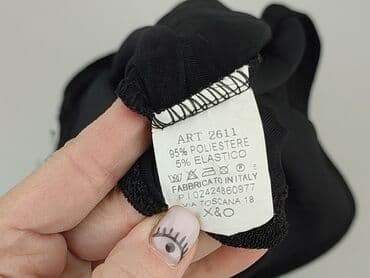 ART 2611
95% POLIESTERE
5% ELASTICO
FABBRICATO IN ITALY
P.I 02424860977
VIA TOSCANA 18
X&O